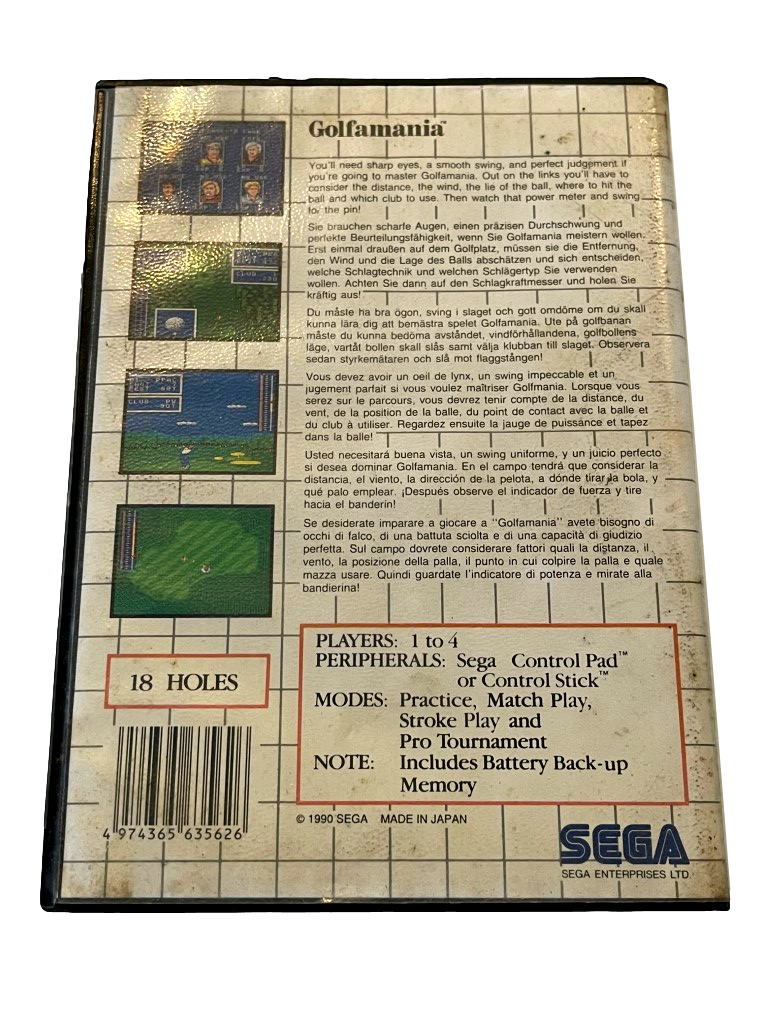 Golfamania™
You'll need sharp eyes, a smooth swing, and perfect judgement if
you're going to master Golfamania. Out on the links you'll have to
consider the distance, the wind, the lie of the ball, where to hit the
ball and which club to use. Then watch that power meter and swing
for the pin!
Sie brauchen scharfe Augen, einen präzisen Durchschwung und
perfekte Beurteilungsfähigkeit, wenn Sie Golfamania meistern wollen.
Erst einmal draußen auf dem Golfplatz, müssen sie die Entfernung,
den Wind und die Lage des Balls abschätzen und sich entscheiden,
welche Schlagtechnik und welchen Schlägertyp Sie verwenden
wollen. Achten Sie dann auf den Schlagkraftmesser und holen Sie
kräftig aus!
Du måste ha bra ögon, sving i slaget och gott omdöme om du skall
kunna lära dig att bemästra spelet Golfamania. Ute på golfbanan
måste du kunna bedöma avståndet, vindförhållandena, golfbollens
läge, vartåt bollen skall slås samt välja klubban till slaget. Observera
sedan styrkemätaren och slå mot flaggstången!
Vous devez avoir un oeil de lynx, un swing impeccable et un
jugement parfait si vous voulez maîtriser Golfmania. Lorsque vous
serez sur le parcours, vous devrez tenir compte de la distance, du
vent, de la position de la balle, du point de contact avec la balle et
du club à utiliser. Regardez ensuite la jauge de puissance et tapez
dans la balle!
Usted necesitará buena vista, un swing uniforme, y un juicio perfecto
si desea dominar Golfamania. En el campo tendrá que considerar la
distancia, el viento, la dirección de la pelota, a dónde tirar la bola, y
qué palo emplear. ¡Después observe el indicador de fuerza y tire
hacia el banderín!
Se desiderate imparare a giocare a "Golfamania" avete bisogno di
occhi di falco, di una battuta sciolta e di una capacità di giudizio
perfetta. Sul campo dovrete considerare fattori quali la distanza, il
vento, la posizione della palla, il punto in cui colpire la palla e quale
mazza usare. Quindi guardate l'indicatore di potenza e mirate alla
bandierina!
18 HOLES
PLAYERS: 1 to 4
PERIPHERALS: Sega Control Pad™
or Control Stick™
MODES: Practice, Match Play,
Stroke Play and
Pro Tournament
NOTE: Includes Battery Back-up
Memory
4 974365 635626
© 1990 SEGA MADE IN JAPAN
SEGA
SEGA ENTERPRISES LTD.